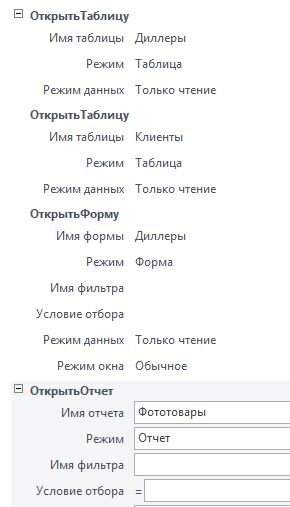 ОткрытьТаблицу
Имя таблицы Диллеры
Режим Таблица
Режим данных Только чтение
ОткрытьТаблицу
Имя таблицы Клиенты
Режим Таблица
Режим данных Только чтение
ОткрытьФорму
Имя формы Диллеры
Режим Форма
Имя фильтра
Условие отбора
Режим данных Только чтение
Режим окна Обычное
ОткрытьОтчет
Имя отчета Фототовары
Режим Отчет
Имя фильтра
Условие отбора =